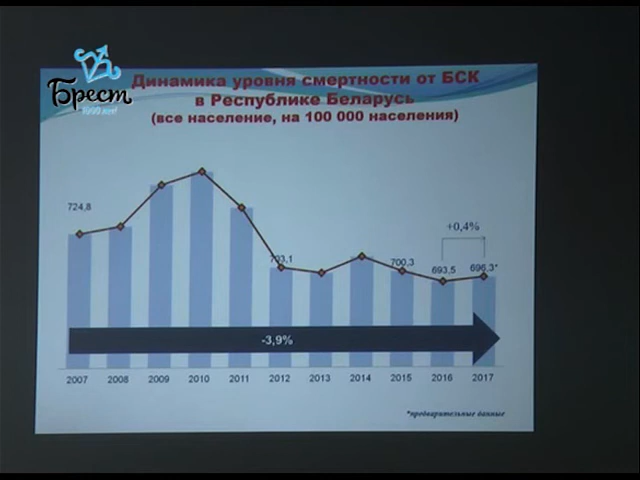 Брест
1000 лет
Динамика уровня смертности от БСК
в Республике Беларусь
(все население, на 100 000 населения)
+0,4%
724,8
703,1
700,3
693,5
696,3*
-3,9%
2007 2008 2009 2010 2011 2012 2013 2014 2015 2016 2017
*предварительные данные